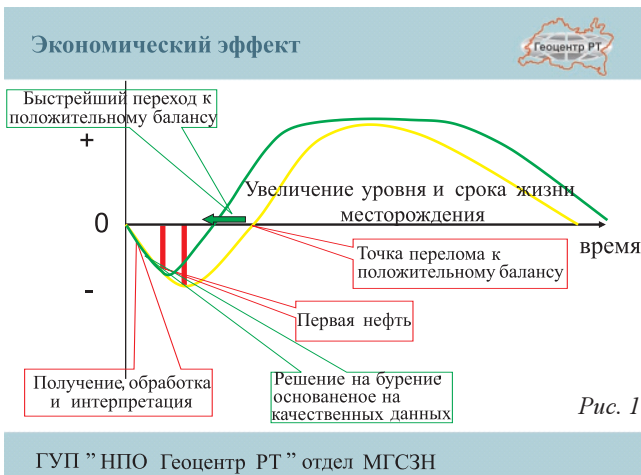 Экономический эффект
Геоцентр РТ
Быстрейший переход к
положительному балансу
+
Увеличение уровня и срока жизни
месторождения
0
время
Точка перелома к
положительному балансу
-
Первая нефть
Получение, обработка
и интерпретация
Решение на бурение
основаненое на
качественных данных
Рис. 1
ГУП " НПО Геоцентр РТ " отдел МГСЗН